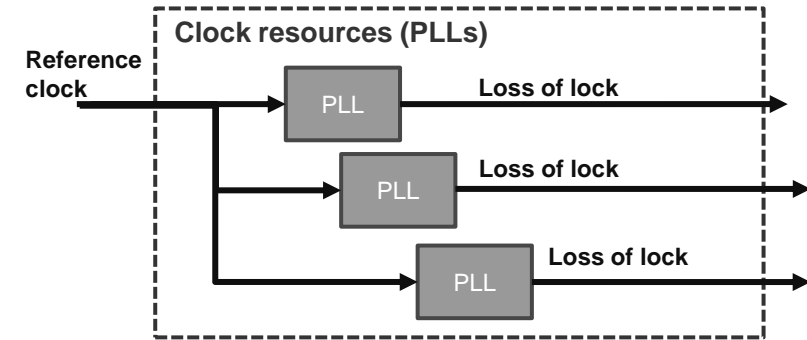 Clock resources (PLLs)
Reference
clock
PLL
Loss of lock
PLL
Loss of lock
PLL
Loss of lock